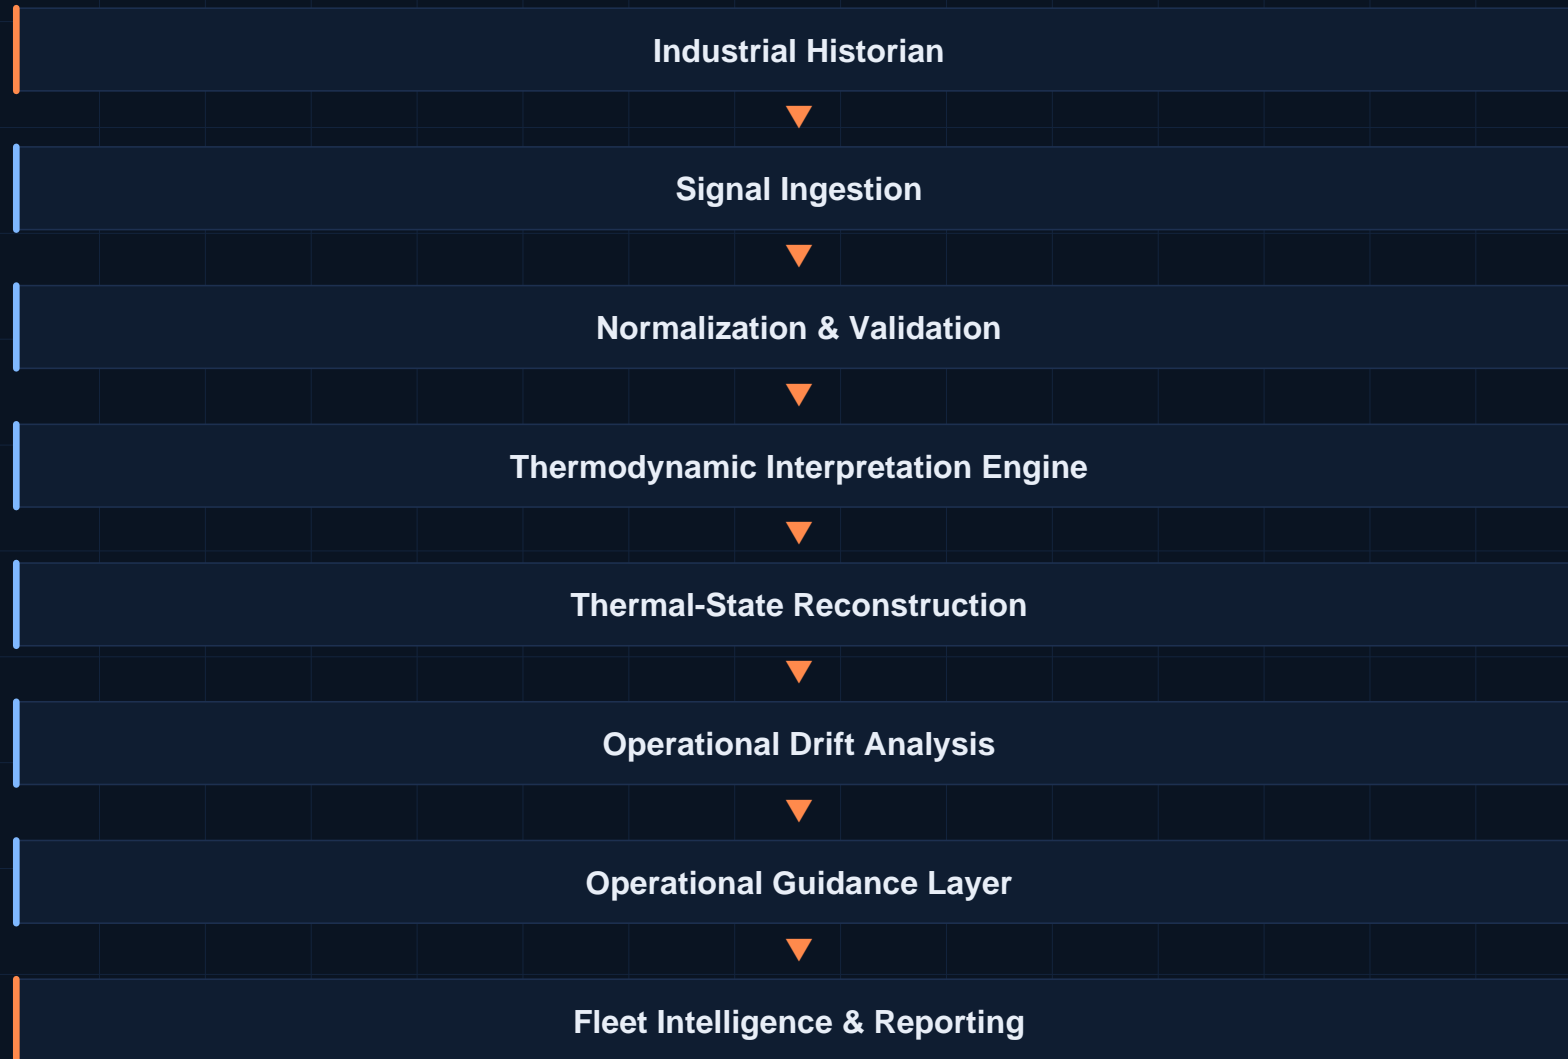 Industrial Historian
Signal Ingestion
Normalization & Validation
Thermodynamic Interpretation Engine
Thermal-State Reconstruction
Operational Drift Analysis
Operational Guidance Layer
Fleet Intelligence & Reporting